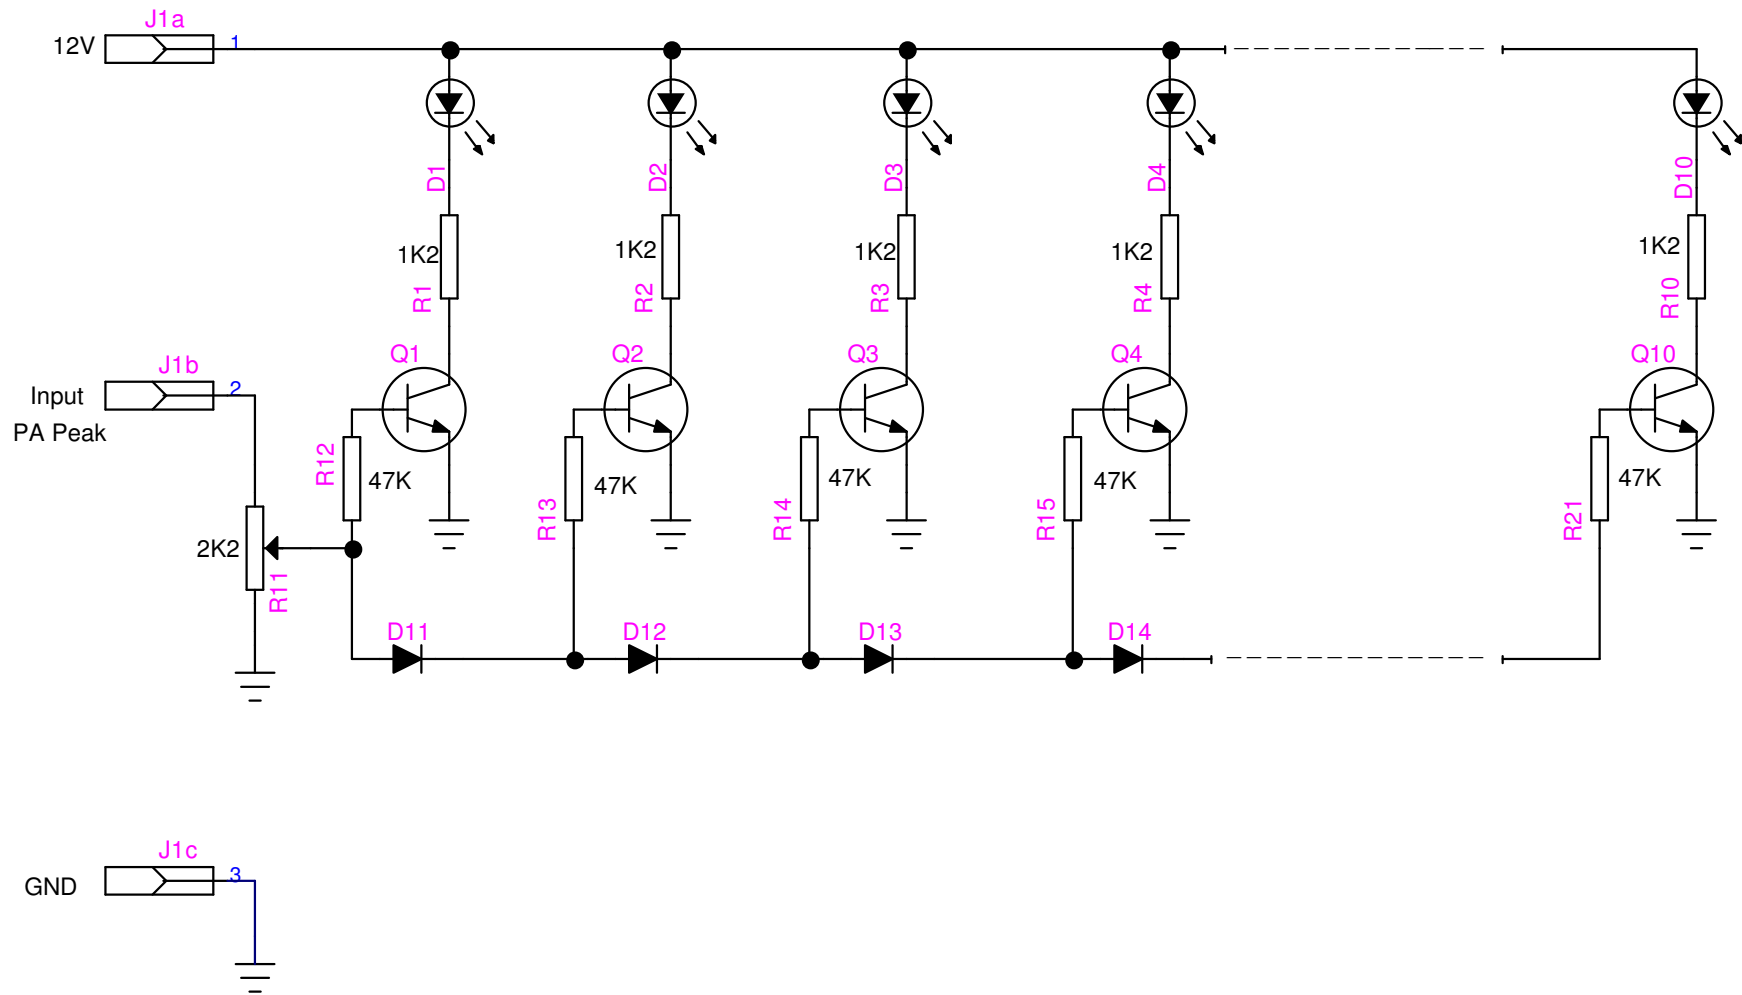 J1a
12V
1
D1
D2
D3
D4
D10
1K2
1K2
1K2
1K2
1K2
R1
R2
R3
R4
R10
Q1
Q2
Q3
Q4
Q10
J1b
Input
PA Peak
2
R12
47K
R13
47K
R14
47K
R15
47K
R21
47K
2K2
R11
D11
D12
D13
D14
J1c
GND
3